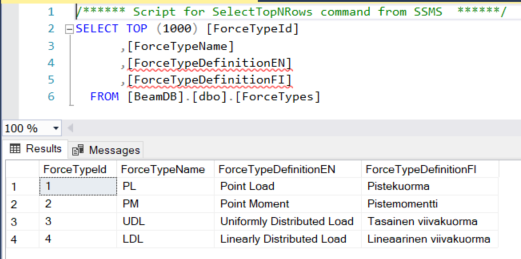 1 /****** Script for SelectTopNRows command from SSMS ******/
2 SELECT TOP (1000) [ForceTypeId]
3 ,[ForceTypeName]
4 ,[ForceTypeDefinitionEN]
5 ,[ForceTypeDefinitionFI]
6 FROM [BeamDB].[dbo].[ForceTypes]
100 %
Results Messages
ForceTypeId ForceTypeName ForceTypeDefinitionEN ForceTypeDefinitionFI
1 1 PL Point Load Pistekuorma
2 2 PM Point Moment Pistemomentti
3 3 UDL Uniformly Distributed Load Tasainen viivakuorma
4 4 LDL Linearly Distributed Load Lineaarinen viivakuorma